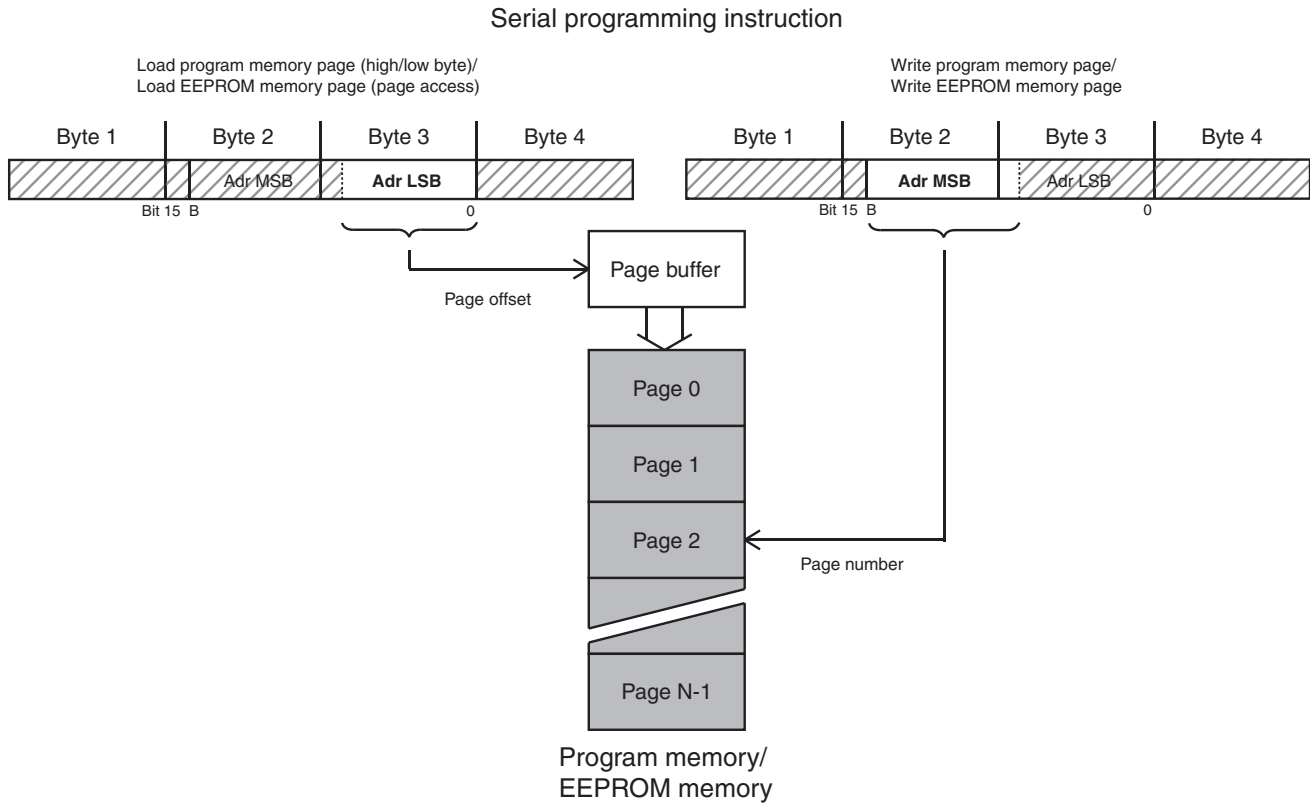 Serial programming instruction
Load program memory page (high/low byte)/
Load EEPROM memory page (page access)
Write program memory page/
Write EEPROM memory page
Byte 1 Byte 2 Byte 3 Byte 4
Byte 1 Byte 2 Byte 3 Byte 4
Adr MSB Adr LSB
Adr MSB Adr LSB
Bit 15 B 0
Bit 15 B 0
Page buffer
Page offset
Page 0
Page 1
Page 2
Page number
Page N-1
Program memory/
EEPROM memory